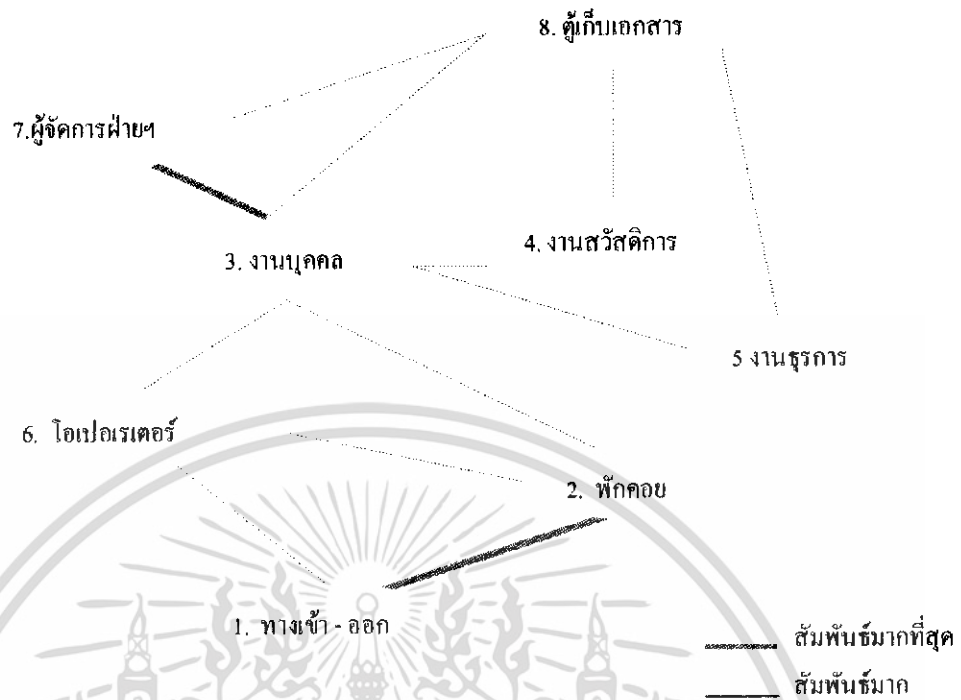 8. ตู้เก็บเอกสาร
7.ผู้จัดการฝ่ายฯ
4. งานสวัสดิการ
3. งานบุคคล
5 งานธุรการ
6. โอเปอเรเตอร์
2. พักคอย
1. ทางเข้า - ออก
สัมพันธ์มากที่สุด
สัมพันธ์มาก